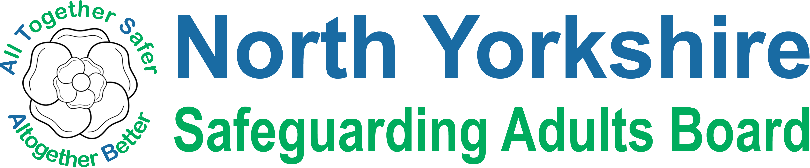 All Together Safer
Altogether Better
North Yorkshire
Safeguarding Adults Board